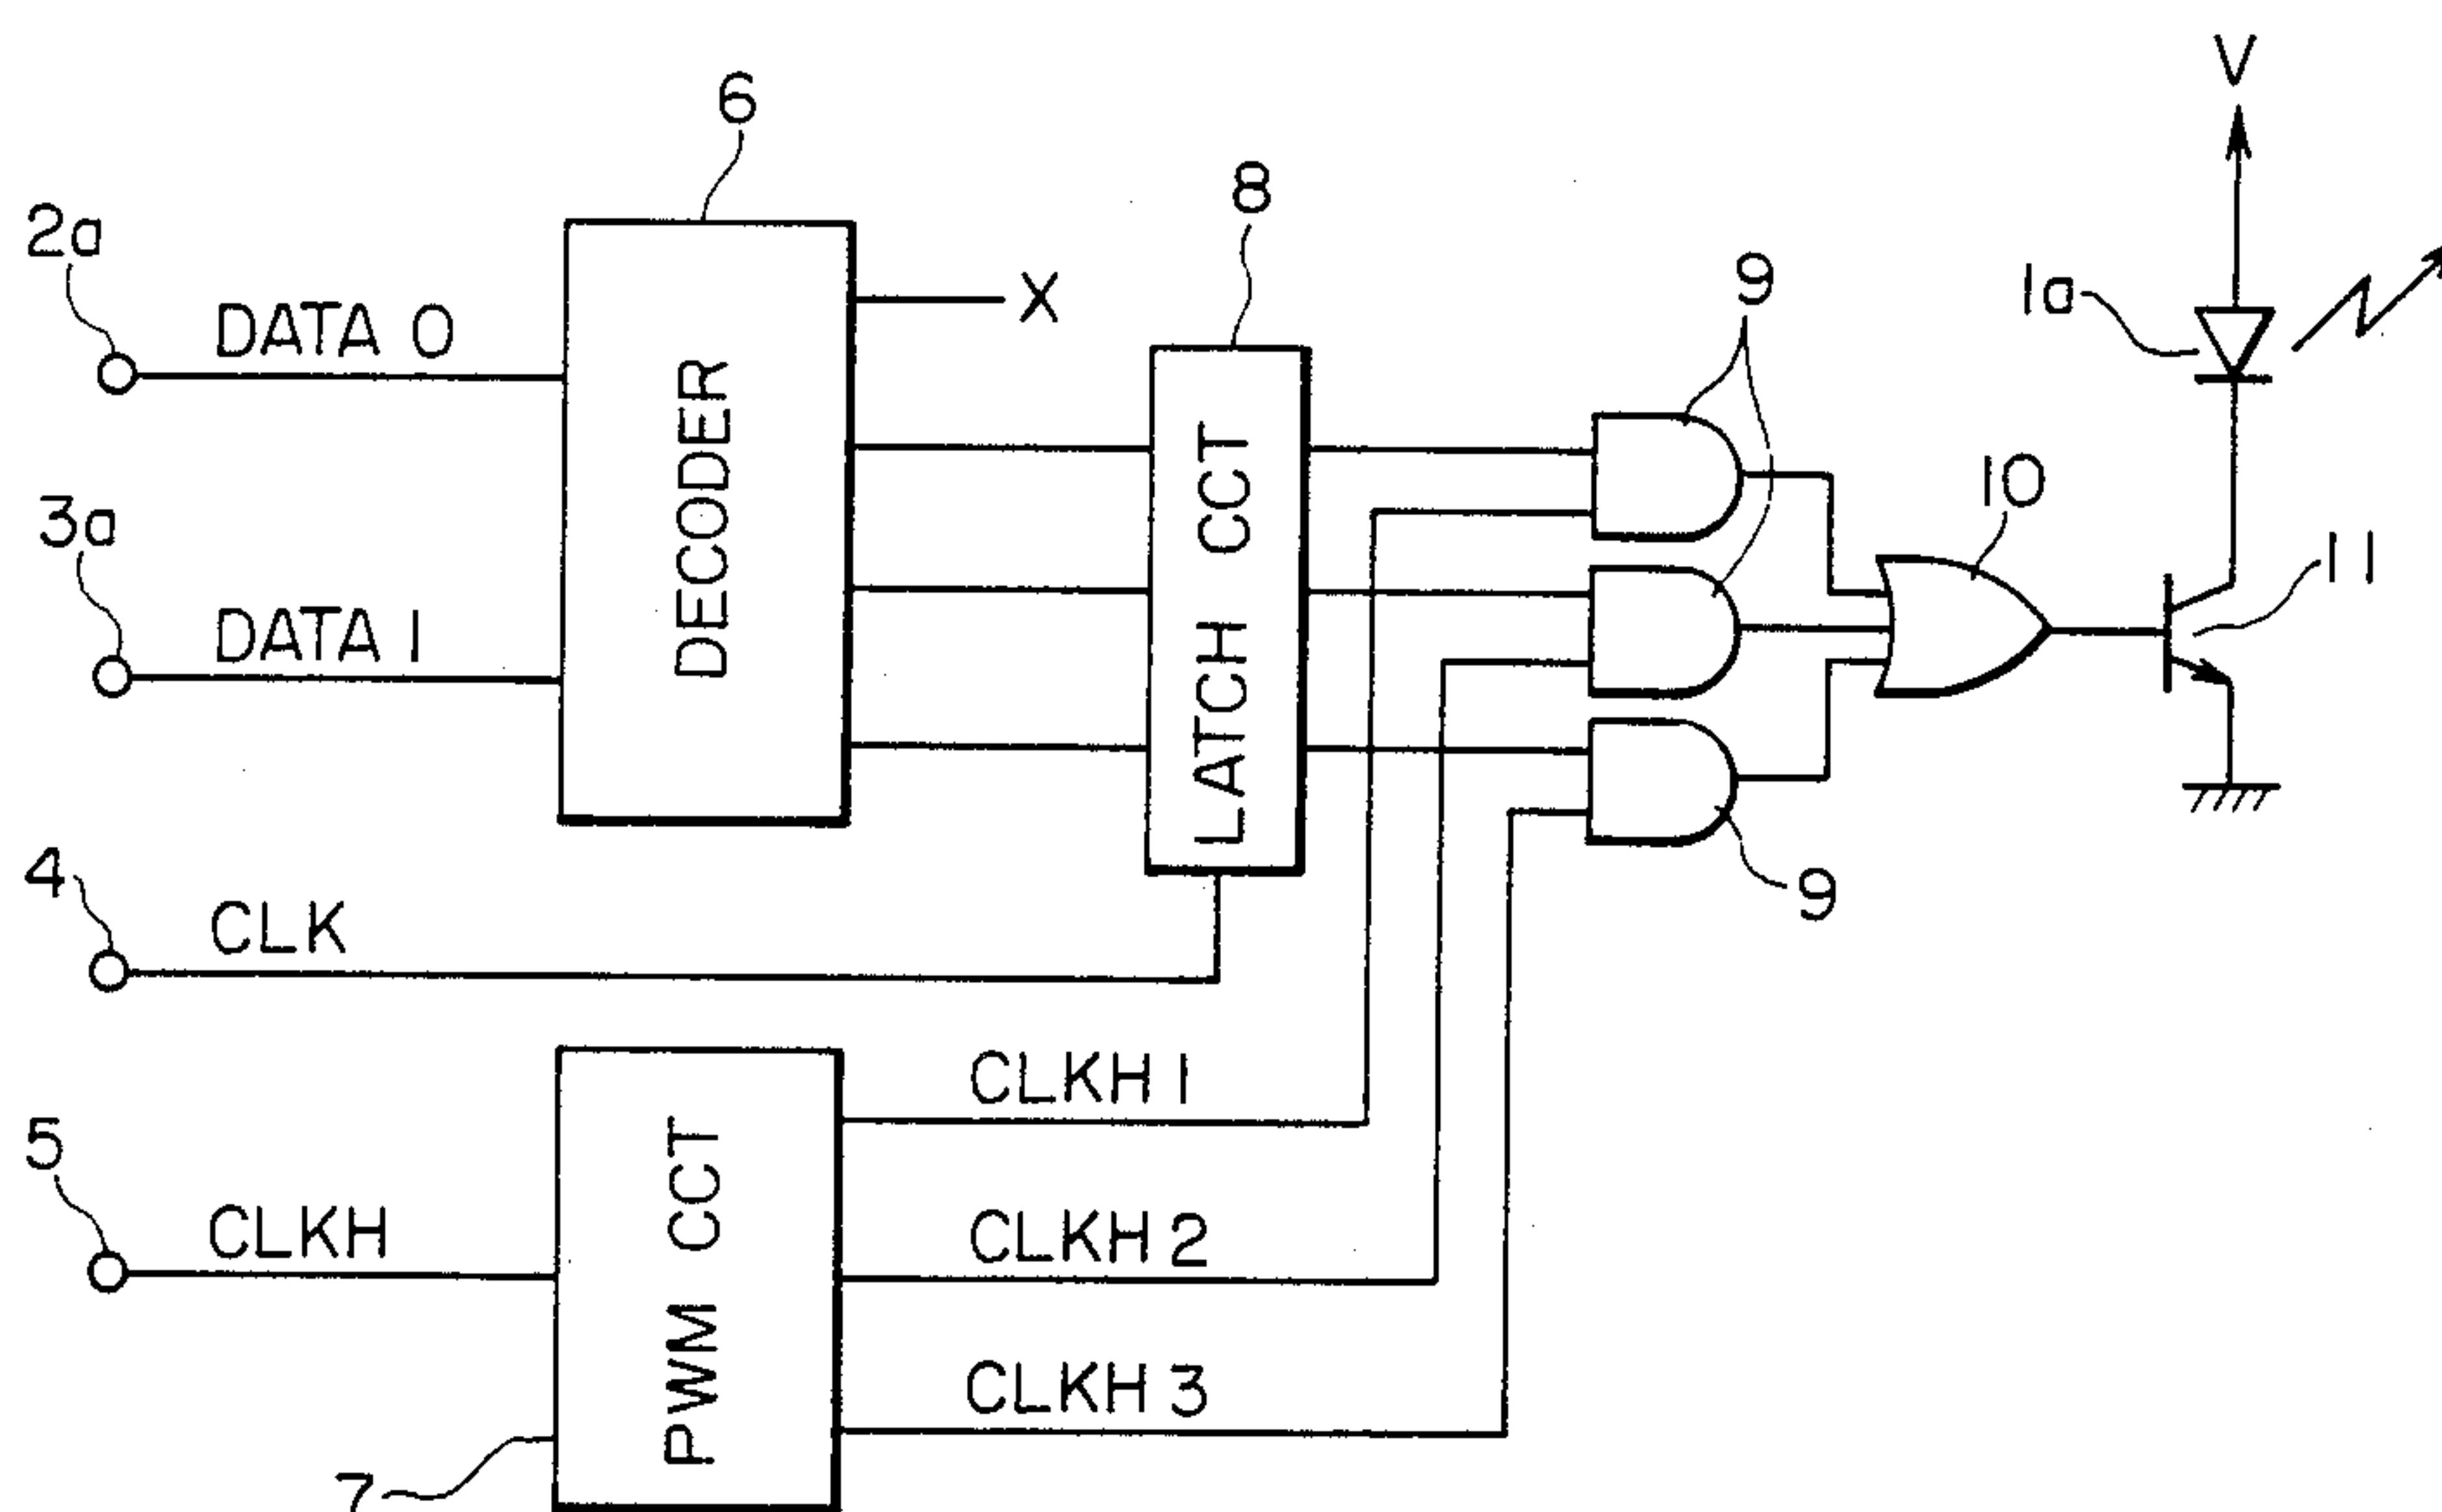 V
6
8
2a
9
1a
X
DATA 0
DECODER
10
3a
LATCH CCT
11
DATA 1
4
9
CLK
CLKH 1
5
PWM CCT
CLKH
CLKH 2
CLKH 3
7